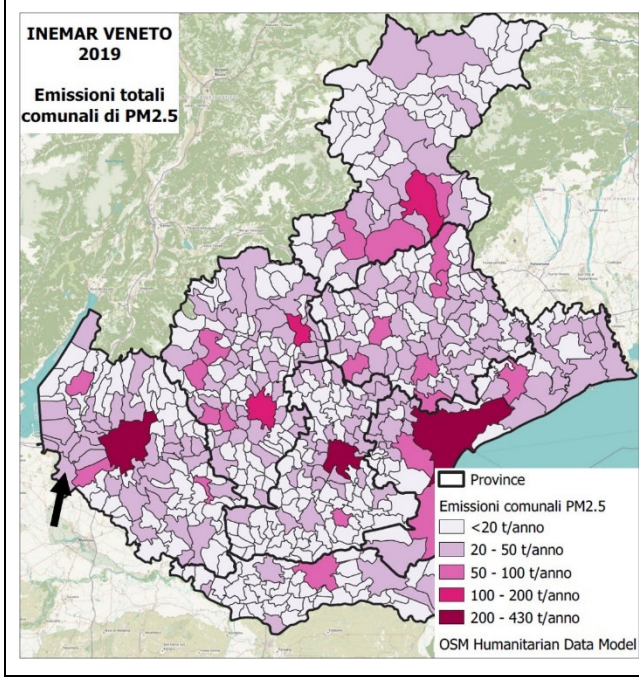 INEMAR VENETO
2019
Emissioni totali
comunali di PM2.5
Province
Emissioni comunali PM2.5
<20 t/anno
20 - 50 t/anno
50 - 100 t/anno
100 - 200 t/anno
200 - 430 t/anno
OSM Humanitarian Data Model